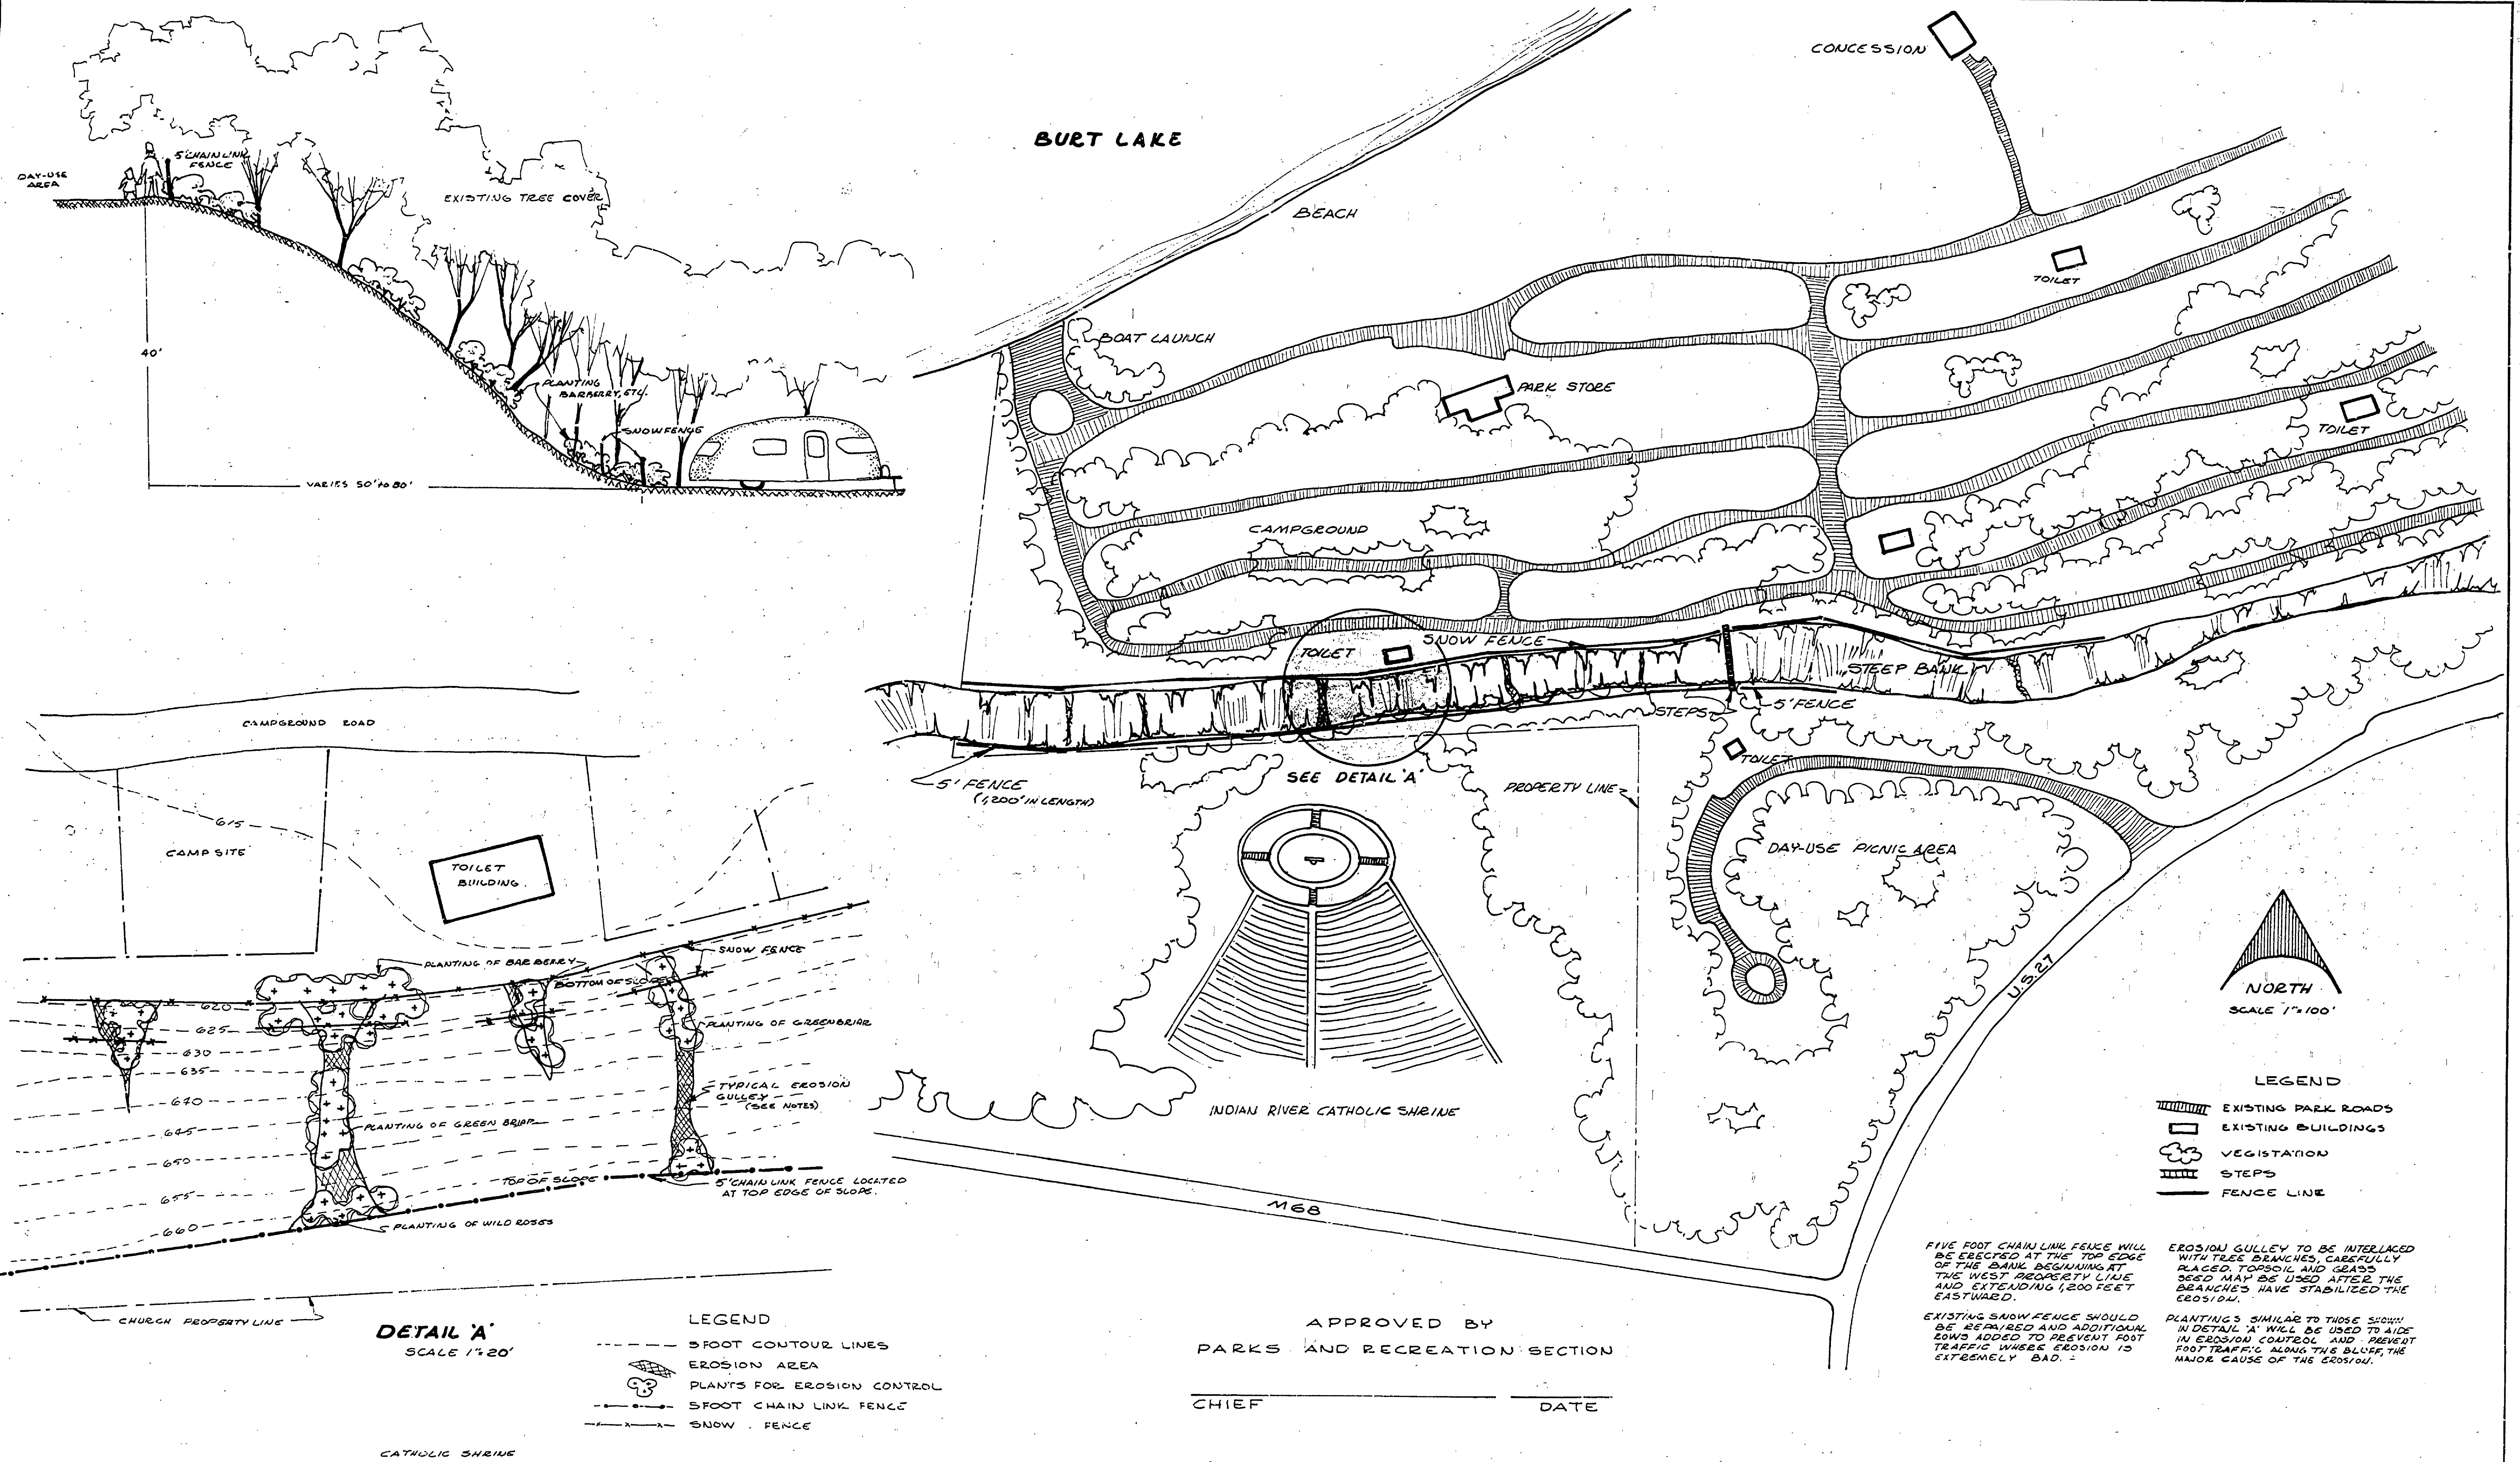 DAY-USE
AREA
5' CHAIN LINK
FENCE
EXISTING TREE COVER
40'
PLANTING
BARBERRY, ETC.
SNOW FENCE
VARIES 50' to 80'
BURT LAKE
BEACH
CONCESSION
TOILET
BOAT LAUNCH
PARK STORE
TOILET
CAMPGROUND
SNOW FENCE
TOILET
STEEP BANK
STEPS
5' FENCE
5' FENCE
(1,200' IN LENGTH)
SEE DETAIL 'A'
PROPERTY LINE
TOILET
DAY-USE PICNIC AREA
U.S.-27
INDIAN RIVER CATHOLIC SHRINE
M68
NORTH
SCALE 1"=100'
LEGEND
EXISTING PARK ROADS
EXISTING BUILDINGS
VEGISTATION
STEPS
FENCE LINE
FIVE FOOT CHAIN LINK FENCE WILL
BE ERECTED AT THE TOP EDGE
OF THE BANK BEGINNING AT
THE WEST PROPERTY LINE
AND EXTENDING 1,200 FEET
EASTWARD.
EXISTING SNOW FENCE SHOULD
BE REPAIRED AND ADDITIONAL
ROWS ADDED TO PREVENT FOOT
TRAFFIC WHERE EROSION IS
EXTREMELY BAD.
EROSION GULLEY TO BE INTERLACED
WITH TREE BRANCHES, CAREFULLY
PLACED. TOPSOIL AND GRASS
SEED MAY BE USED AFTER THE
BRANCHES HAVE STABILIZED THE
EROSION.
PLANTINGS SIMILAR TO THOSE SHOWN
IN DETAIL 'A' WILL BE USED TO AIDE
IN EROSION CONTROL AND PREVENT
FOOT TRAFFIC ALONG THE BLUFF, THE
MAJOR CAUSE OF THE EROSION.
CAMPGROUND ROAD
615
CAMP SITE
TOILET
BUILDING
SNOW FENCE
PLANTING OF BARBERRY
BOTTOM OF SLOPE
620
625
630
635
640
645
650
655
660
PLANTING OF GREENBRIAR
TYPICAL EROSION
GULLEY
(SEE NOTES)
PLANTING OF GREEN BRIAR
TOP OF SLOPE
5' CHAIN LINK FENCE LOCATED
AT TOP EDGE OF SLOPE.
PLANTING OF WILD ROSES
CHURCH PROPERTY LINE
DETAIL 'A'
SCALE 1"=20'
LEGEND
5FOOT CONTOUR LINES
EROSION AREA
PLANTS FOR EROSION CONTROL
5FOOT CHAIN LINK FENCE
SNOW FENCE
CATHOLIC SHRINE
APPROVED BY
PARKS AND RECREATION SECTION
CHIEF
DATE